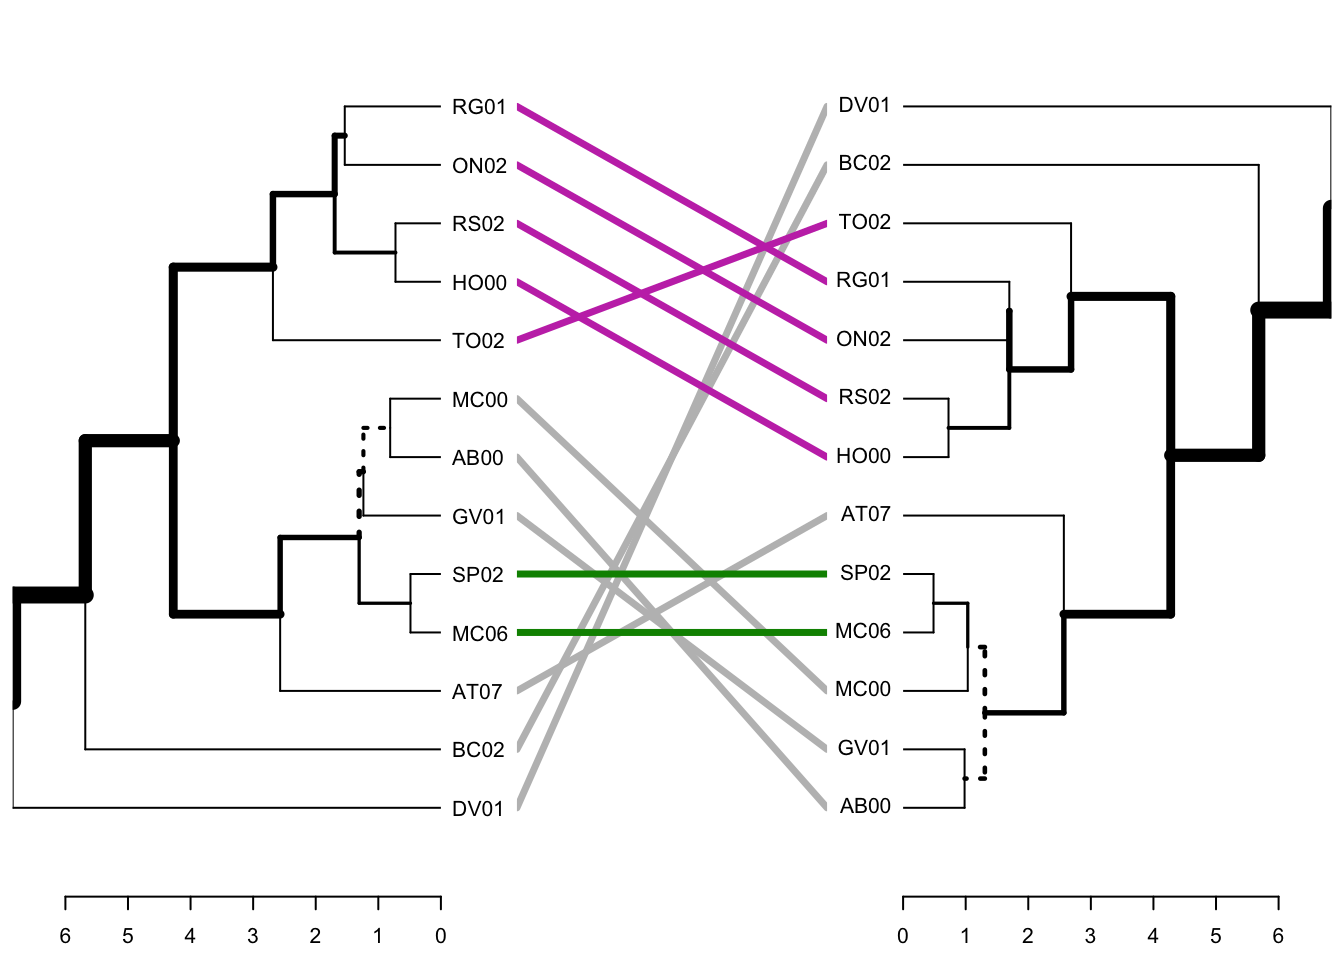 RG01 DV01
ON02 BC02
RS02 TO02
HO00 RG01
TO02 ON02
MC00 RS02
AB00 HO00
GV01 AT07
SP02 SP02
MC06 MC06
AT07 MC00
BC02 GV01
DV01 AB00
6 5 4 3 2 1 0 0 1 2 3 4 5 6